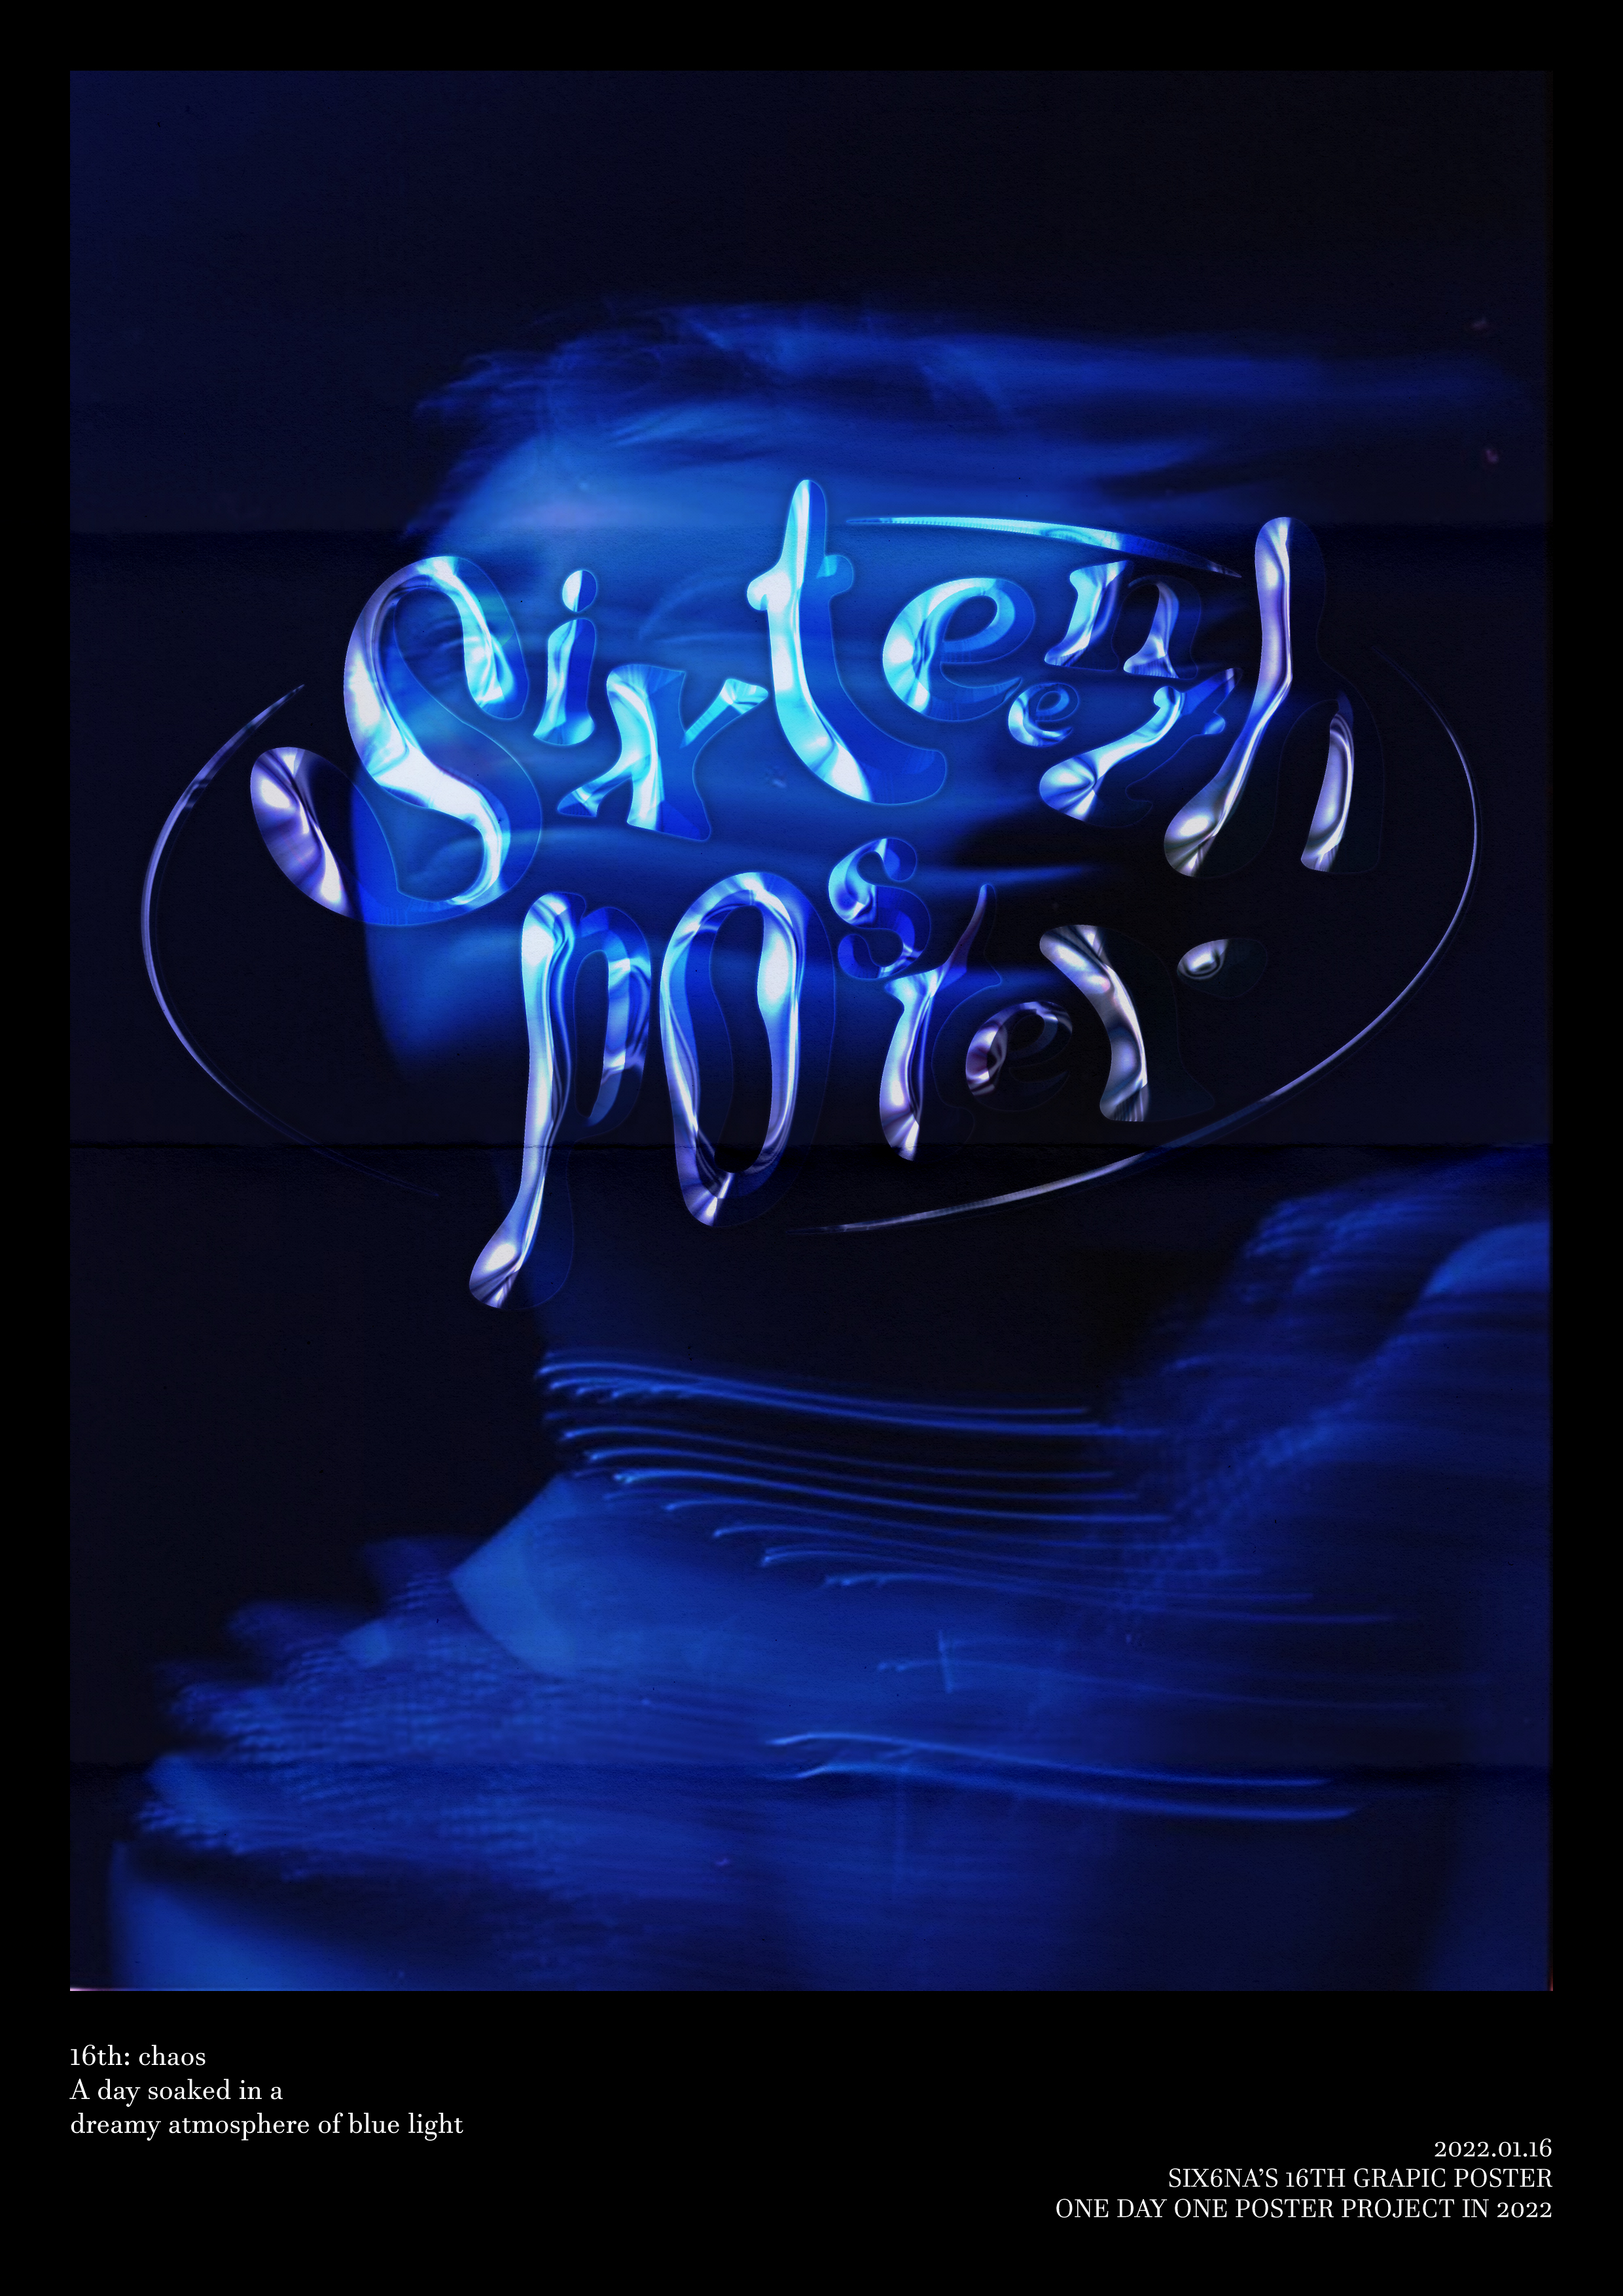 Sixteenth
poster
16th: chaos
A day soaked in a
dreamy atmosphere of blue light
2022.01.16
SIX6NA'S 16TH GRAPIC POSTER
ONE DAY ONE POSTER PROJECT IN 2022